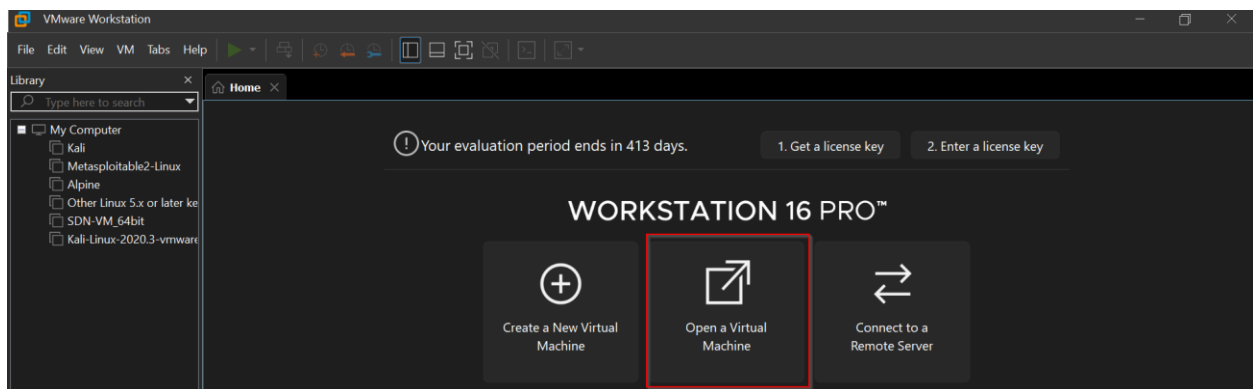 VMware Workstation
File Edit View VM Tabs Help
Library
Home
Type here to search
My Computer
Kali
Metasploitable2-Linux
Alpine
Other Linux 5.x or later ke
SDN-VM_64bit
Kali-Linux-2020.3-vmware
Your evaluation period ends in 413 days.
1. Get a license key
2. Enter a license key
WORKSTATION 16 PRO™
Create a New Virtual
Machine
Open a Virtual
Machine
Connect to a
Remote Server